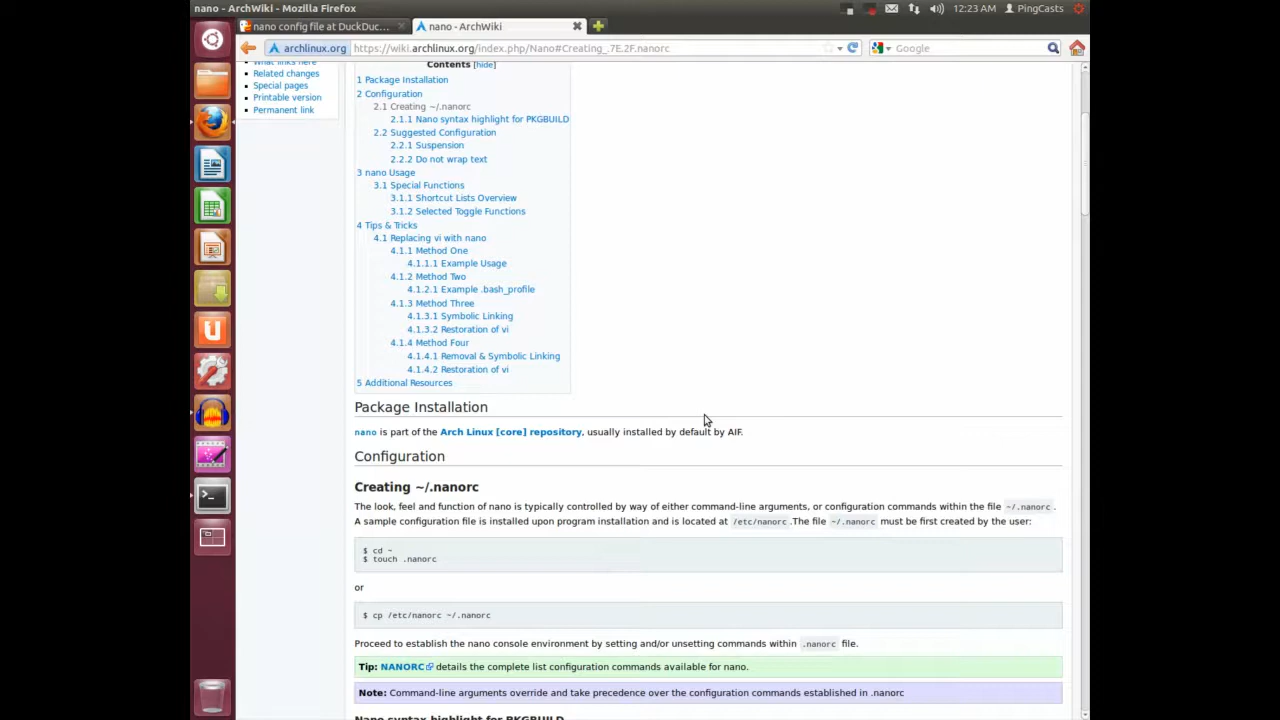 nano - ArchWiki - Mozilla Firefox
12:23 AM
PingCasts
nano config file at DuckDuc...
nano - ArchWiki
archlinux.org
https://wiki.archlinux.org/index.php/Nano#Creating_.7E.2F.nanorc
Google
What links here
Related changes
Special pages
Printable version
Permanent link
Contents [hide]
1 Package Installation
2 Configuration
2.1 Creating ~/.nanorc
2.1.1 Nano syntax highlight for PKGBUILD
2.2 Suggested Configuration
2.2.1 Suspension
2.2.2 Do not wrap text
3 nano Usage
3.1 Special Functions
3.1.1 Shortcut Lists Overview
3.1.2 Selected Toggle Functions
4 Tips & Tricks
4.1 Replacing vi with nano
4.1.1 Method One
4.1.1.1 Example Usage
4.1.2 Method Two
4.1.2.1 Example .bash_profile
4.1.3 Method Three
4.1.3.1 Symbolic Linking
4.1.3.2 Restoration of vi
4.1.4 Method Four
4.1.4.1 Removal & Symbolic Linking
4.1.4.2 Restoration of vi
5 Additional Resources
Package Installation
nano is part of the Arch Linux [core] repository, usually installed by default by AIF.
Configuration
Creating ~/.nanorc
The look, feel and function of nano is typically controlled by way of either command-line arguments, or configuration commands within the file ~/.nanorc .
A sample configuration file is installed upon program installation and is located at /etc/nanorc .The file ~/.nanorc must be first created by the user:
$ cd ~
$ touch .nanorc
or
$ cp /etc/nanorc ~/.nanorc
Proceed to establish the nano console environment by setting and/or unsetting commands within .nanorc file.
Tip: NANORC details the complete list configuration commands available for nano.
Note: Command-line arguments override and take precedence over the configuration commands established in .nanorc
Nano syntax highlight for PKGBUILD